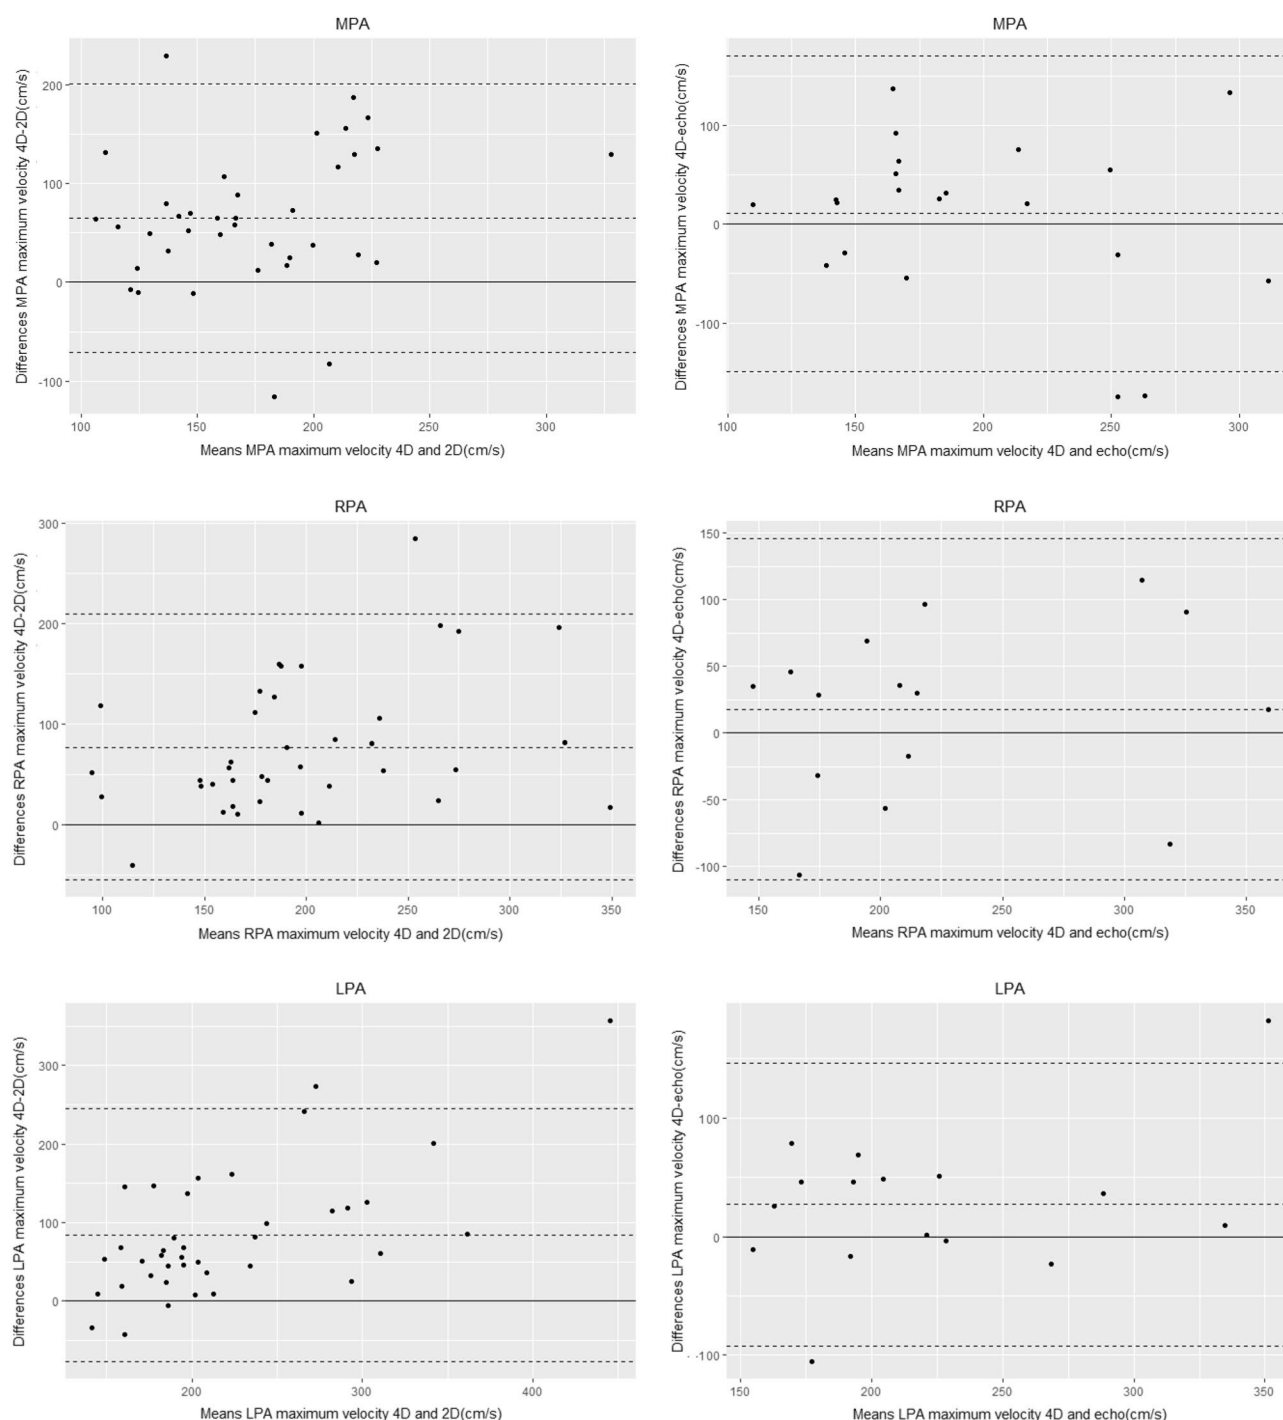 MPA
Differences MPA maximum velocity 4D-2D(cm/s)
200
100
0
-100
100 150 200 250 300
Means MPA maximum velocity 4D and 2D(cm/s)
MPA
Differences MPA maximum velocity 4D-echo(cm/s)
100
0
-100
100 150 200 250 300
Means MPA maximum velocity 4D and echo(cm/s)
RPA
Differences RPA maximum velocity 4D-2D(cm/s)
300
200
100
0
100 150 200 250 300 350
Means RPA maximum velocity 4D and 2D(cm/s)
RPA
Differences RPA maximum velocity 4D-echo(cm/s)
150
100
50
0
-50
-100
150 200 250 300 350
Means RPA maximum velocity 4D and echo(cm/s)
LPA
Differences LPA maximum velocity 4D-2D(cm/s)
300
200
100
0
200 300 400
Means LPA maximum velocity 4D and 2D(cm/s)
LPA
Differences LPA maximum velocity 4D-echo(cm/s)
100
0
-100
150 200 250 300 350
Means LPA maximum velocity 4D and echo(cm/s)